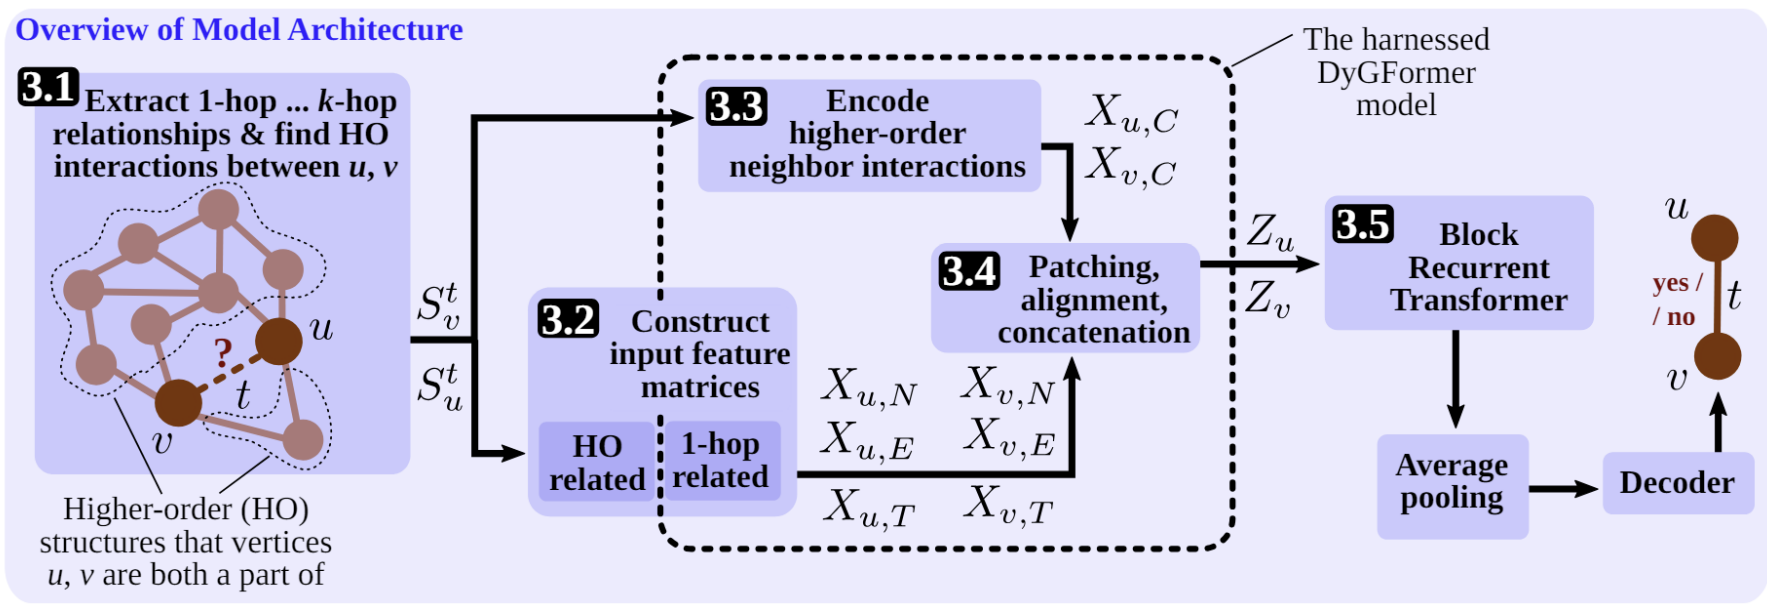 Overview of Model Architecture
The harnessed
DyGFormer
model
3.1
Extract 1-hop ... k-hop
relationships & find HO
interactions between u, v
u
?
t
v
Higher-order (HO)
structures that vertices
u, v are both a part of
S_v^t
S_u^t
3.3
Encode
higher-order
neighbor interactions
X_{u,C}
X_{v,C}
3.2
Construct
input feature
matrices
HO
related
1-hop
related
X_{u,N} X_{v,N}
X_{u,E} X_{v,E}
X_{u,T} X_{v,T}
3.4
Patching,
alignment,
concatenation
Z_u
Z_v
3.5
Block
Recurrent
Transformer
Average
pooling
Decoder
u
yes /
/ no
t
v